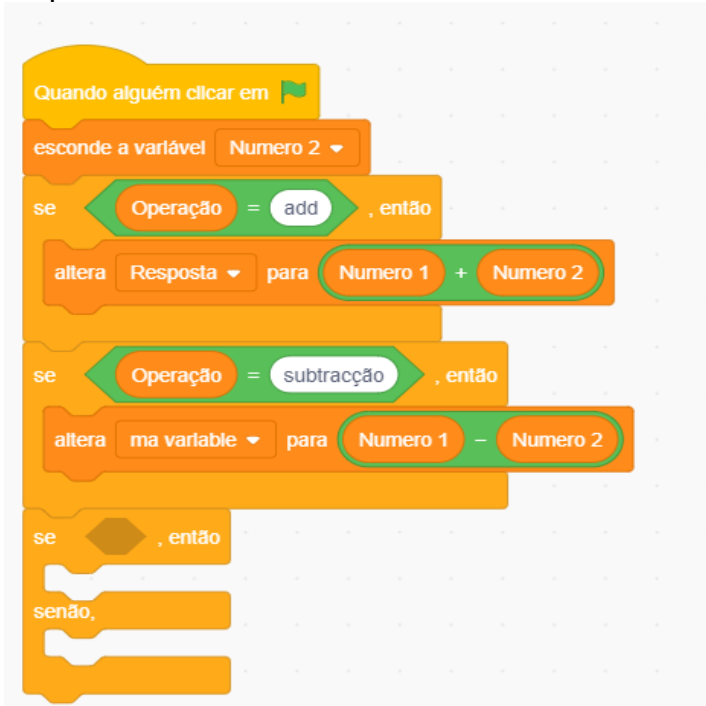 Quando alguém clicar em
esconde a variável Numero 2
se Operação = add , então
altera Resposta para Numero 1 + Numero 2
se Operação = subtracção , então
altera ma variable para Numero 1 - Numero 2
se , então
senão,